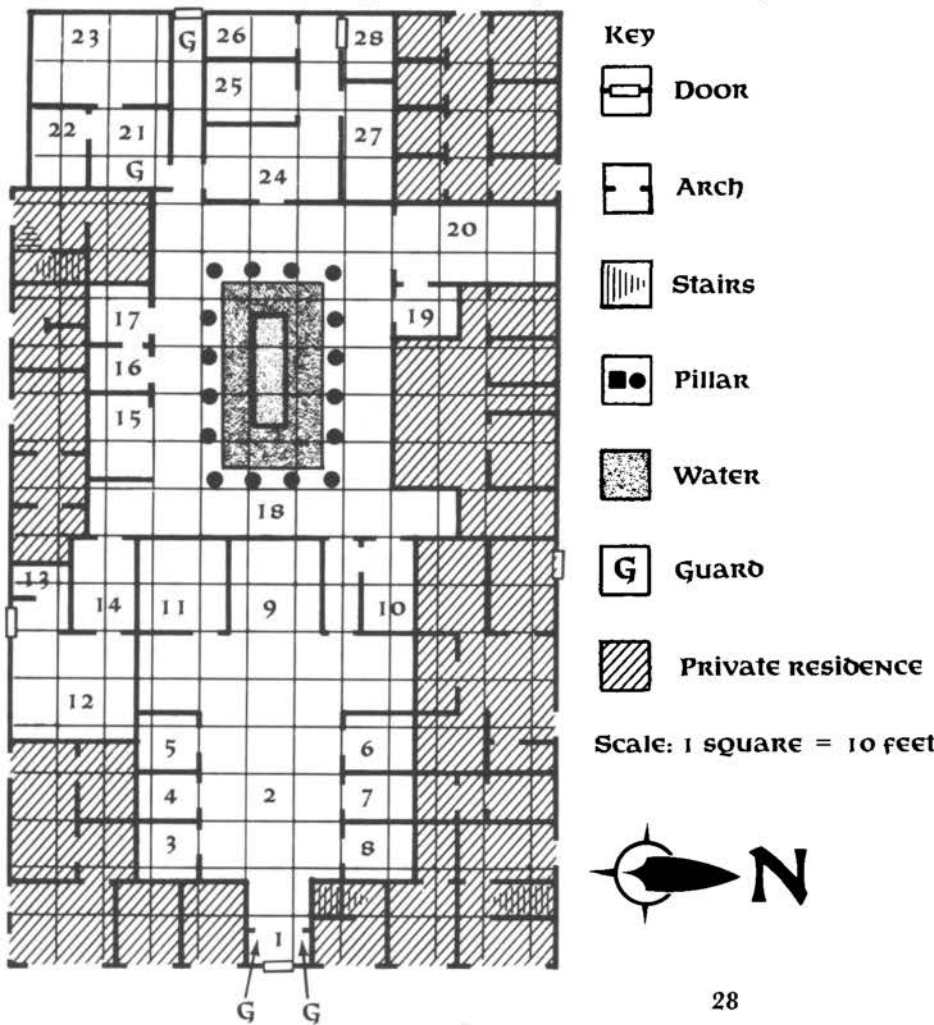 23
G
26
28
25
22
21
27
G
24
20
17
19
16
15
18
13
14
11
9
10
12
5
6
4
2
7
3
8
1
G
G
Key
Door
Arch
Stairs
Pillar
Water
G Guard
Private residence
Scale: 1 square = 10 feet
N
28